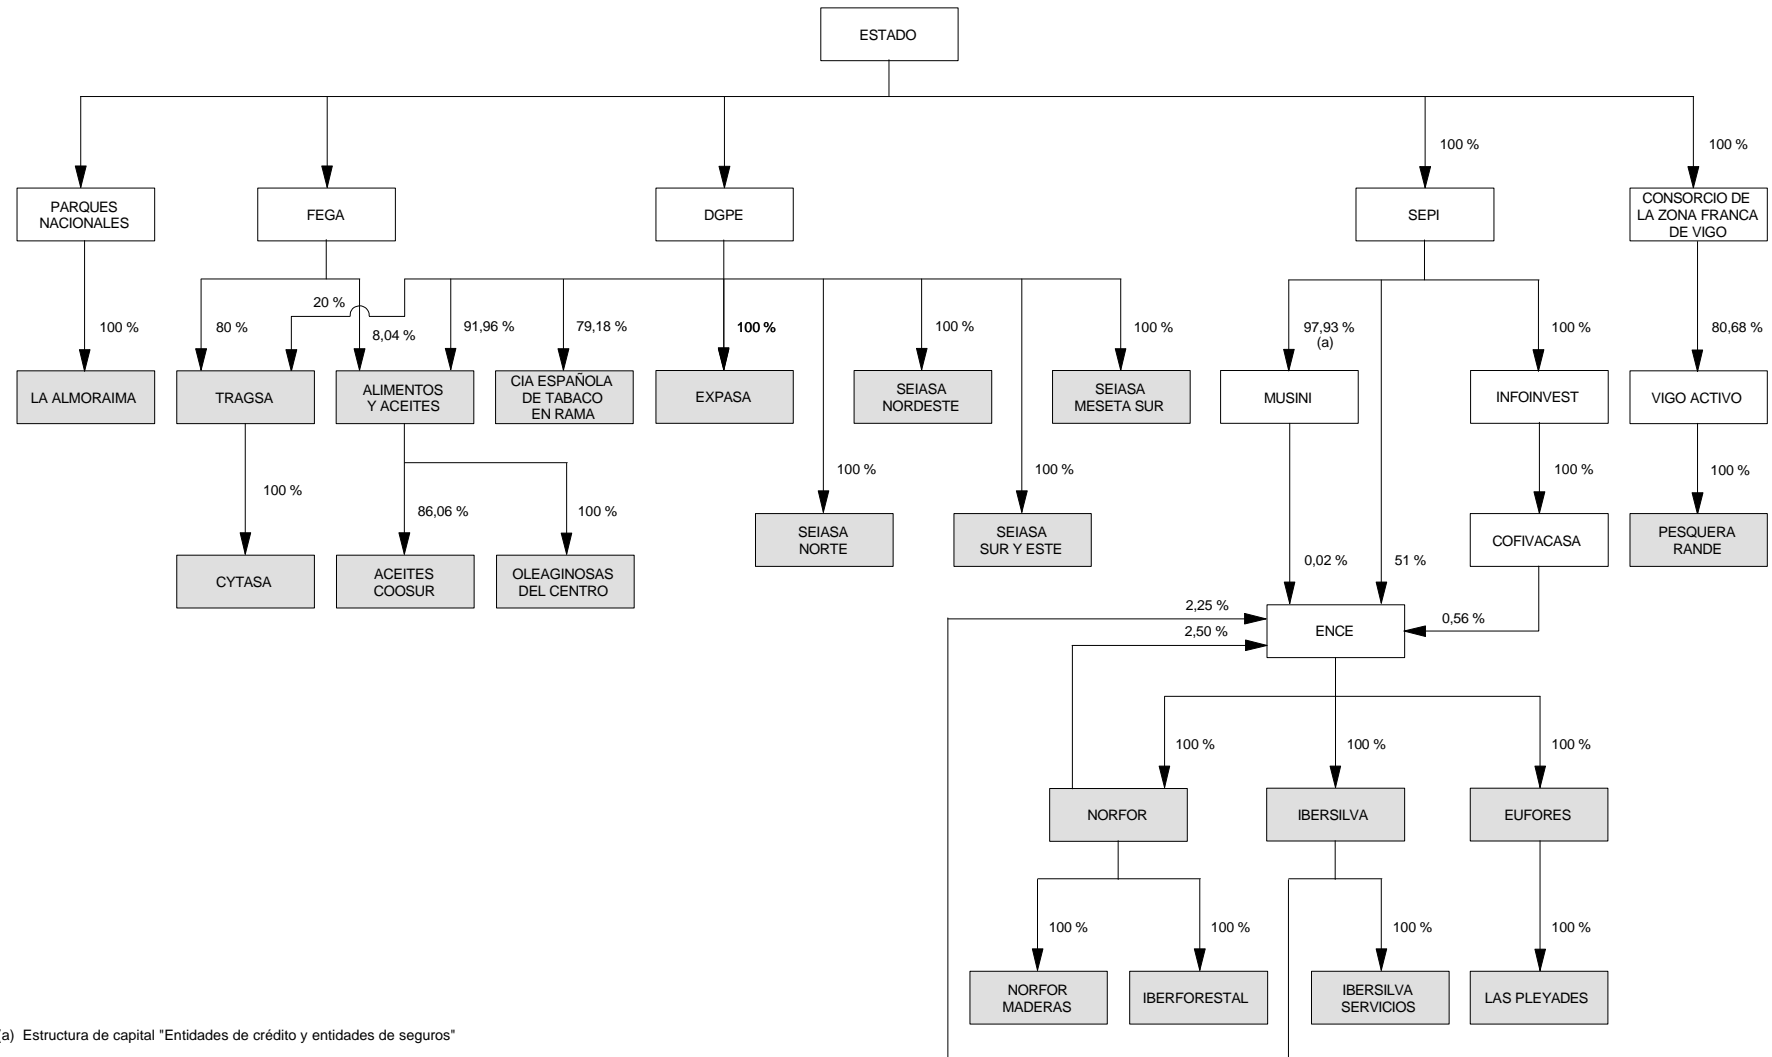 ESTADO
100 %
100 %
PARQUES
NACIONALES
FEGA
DGPE
SEPI
CONSORCIO DE
LA ZONA FRANCA
DE VIGO
100 %
80 %
20 %
8,04 %
91,96 %
79,18 %
100 %
100 %
100 %
97,93 %
(a)
100 %
80,68 %
LA ALMORAIMA
TRAGSA
ALIMENTOS
Y ACEITES
CIA ESPAÑOLA
DE TABACO
EN RAMA
EXPASA
SEIASA
NORDESTE
SEIASA
MESETA SUR
MUSINI
INFOINVEST
VIGO ACTIVO
100 %
86,06 %
100 %
100 %
100 %
100 %
100 %
CYTASA
ACEITES
COOSUR
OLEAGINOSAS
DEL CENTRO
SEIASA
NORTE
SEIASA
SUR Y ESTE
COFIVACASA
PESQUERA
RANDE
0,02 %
51 %
2,25 %
2,50 %
ENCE
0,56 %
100 %
100 %
100 %
NORFOR
IBERSILVA
EUFORES
100 %
100 %
100 %
100 %
NORFOR
MADERAS
IBERFORESTAL
IBERSILVA
SERVICIOS
LAS PLEYADES
(a) Estructura de capital "Entidades de crédito y entidades de seguros"